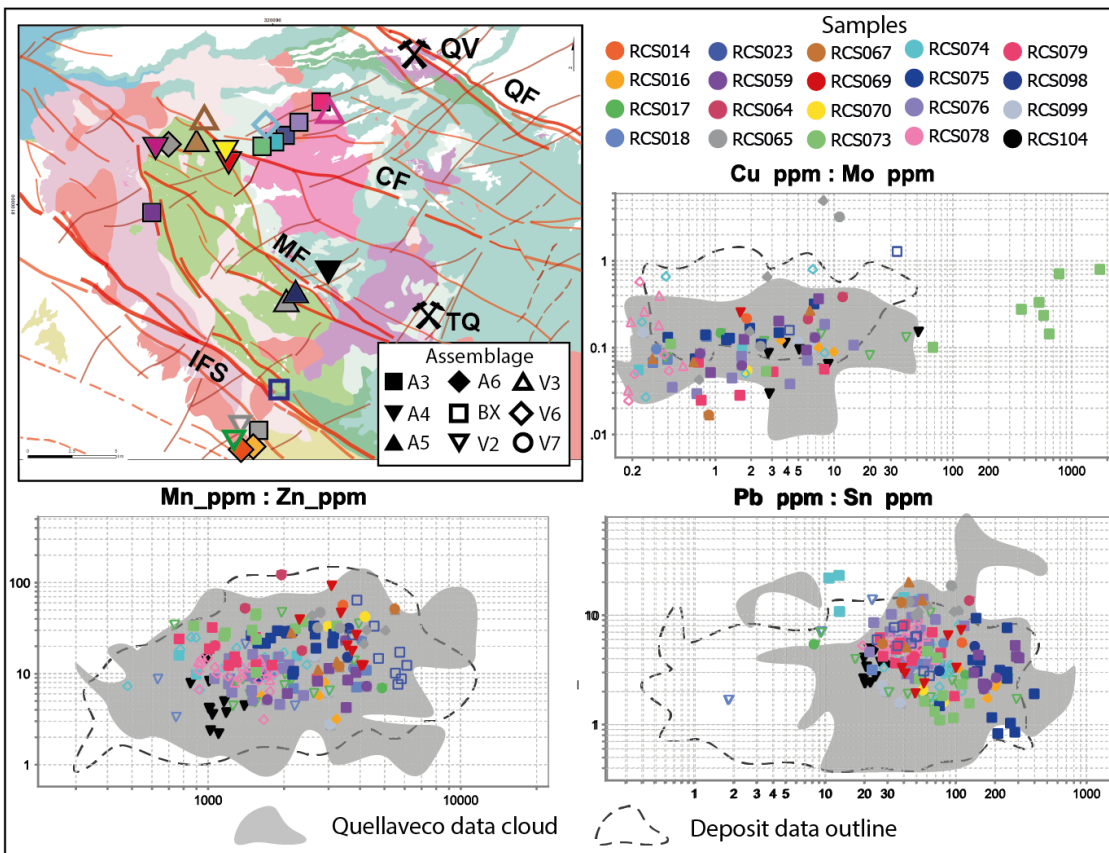 320000
8100000
QV
QF
CF
MF
TQ
IFS
Assemblage
A3 A6 V3
A4 BX V6
A5 V2 V7
Samples
RCS014 RCS023 RCS067 RCS074 RCS079
RCS016 RCS059 RCS069 RCS075 RCS098
RCS017 RCS064 RCS070 RCS076 RCS099
RCS018 RCS065 RCS073 RCS078 RCS104
Cu ppm : Mo ppm
1
0.1
.01
0.2 1 2 3 4 5 10 20 30 100 200 1000
Mn_ppm : Zn_ppm
100
10
1
1000 10000
Pb ppm : Sn ppm
10
1
1 2 3 4 5 10 20 30 100 200 1000
Quellaveco data cloud
Deposit data outline